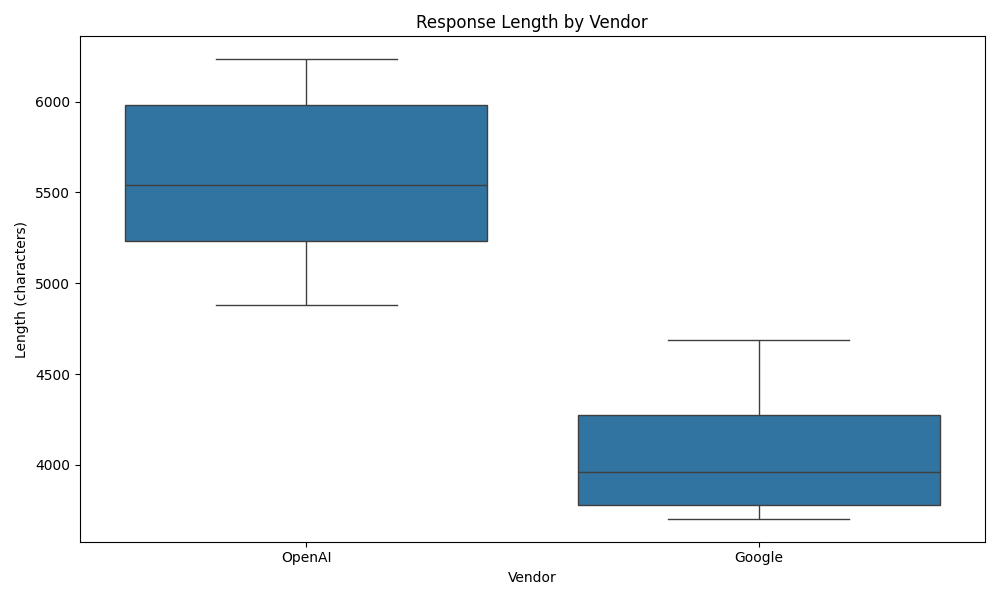 Response Length by Vendor
Length (characters)
6000
5500
5000
4500
4000
OpenAI
Google
Vendor